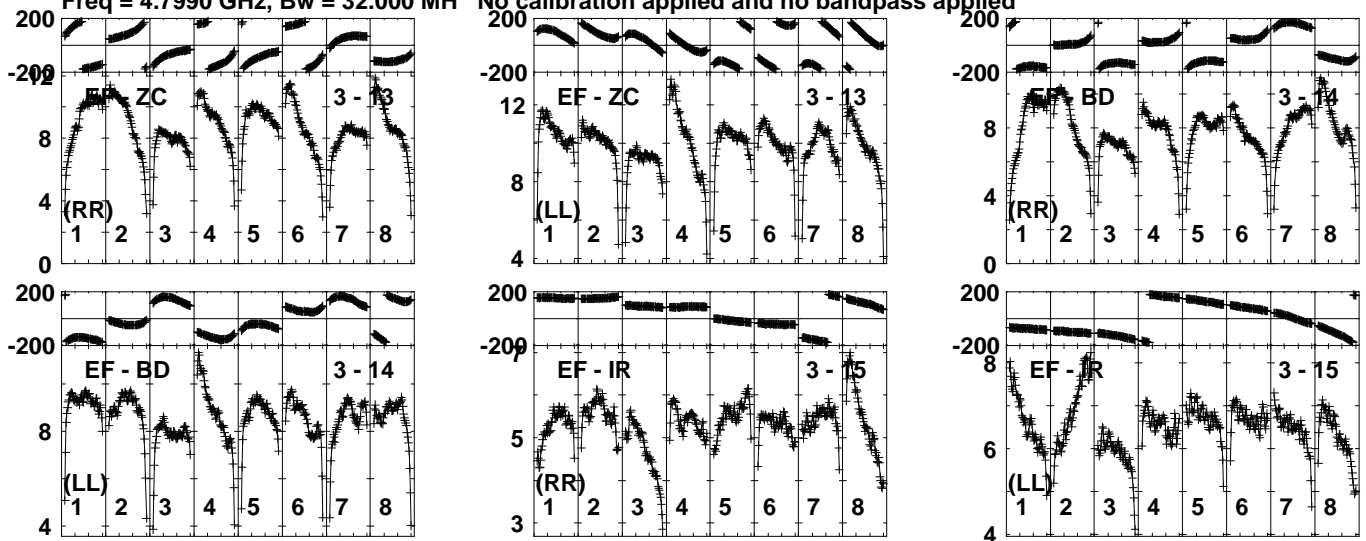 Freq = 4.7990 GHz, Bw = 32.000 MH No calibration applied and no bandpass applied
200
-200
12
8
4
0
EF - ZC 3 - 13
(RR)
1 2 3 4 5 6 7 8
200
-200
12
8
4
EF - ZC 3 - 13
(LL)
1 2 3 4 5 6 7 8
200
-200
8
4
0
EF - BD 3 - 14
(RR)
1 2 3 4 5 6 7 8
200
-200
8
4
EF - BD 3 - 14
(LL)
1 2 3 4 5 6 7 8
200
-200
7
5
3
EF - IR 3 - 15
(RR)
1 2 3 4 5 6 7 8
200
-200
8
6
4
EF - IR 3 - 15
(LL)
1 2 3 4 5 6 7 8